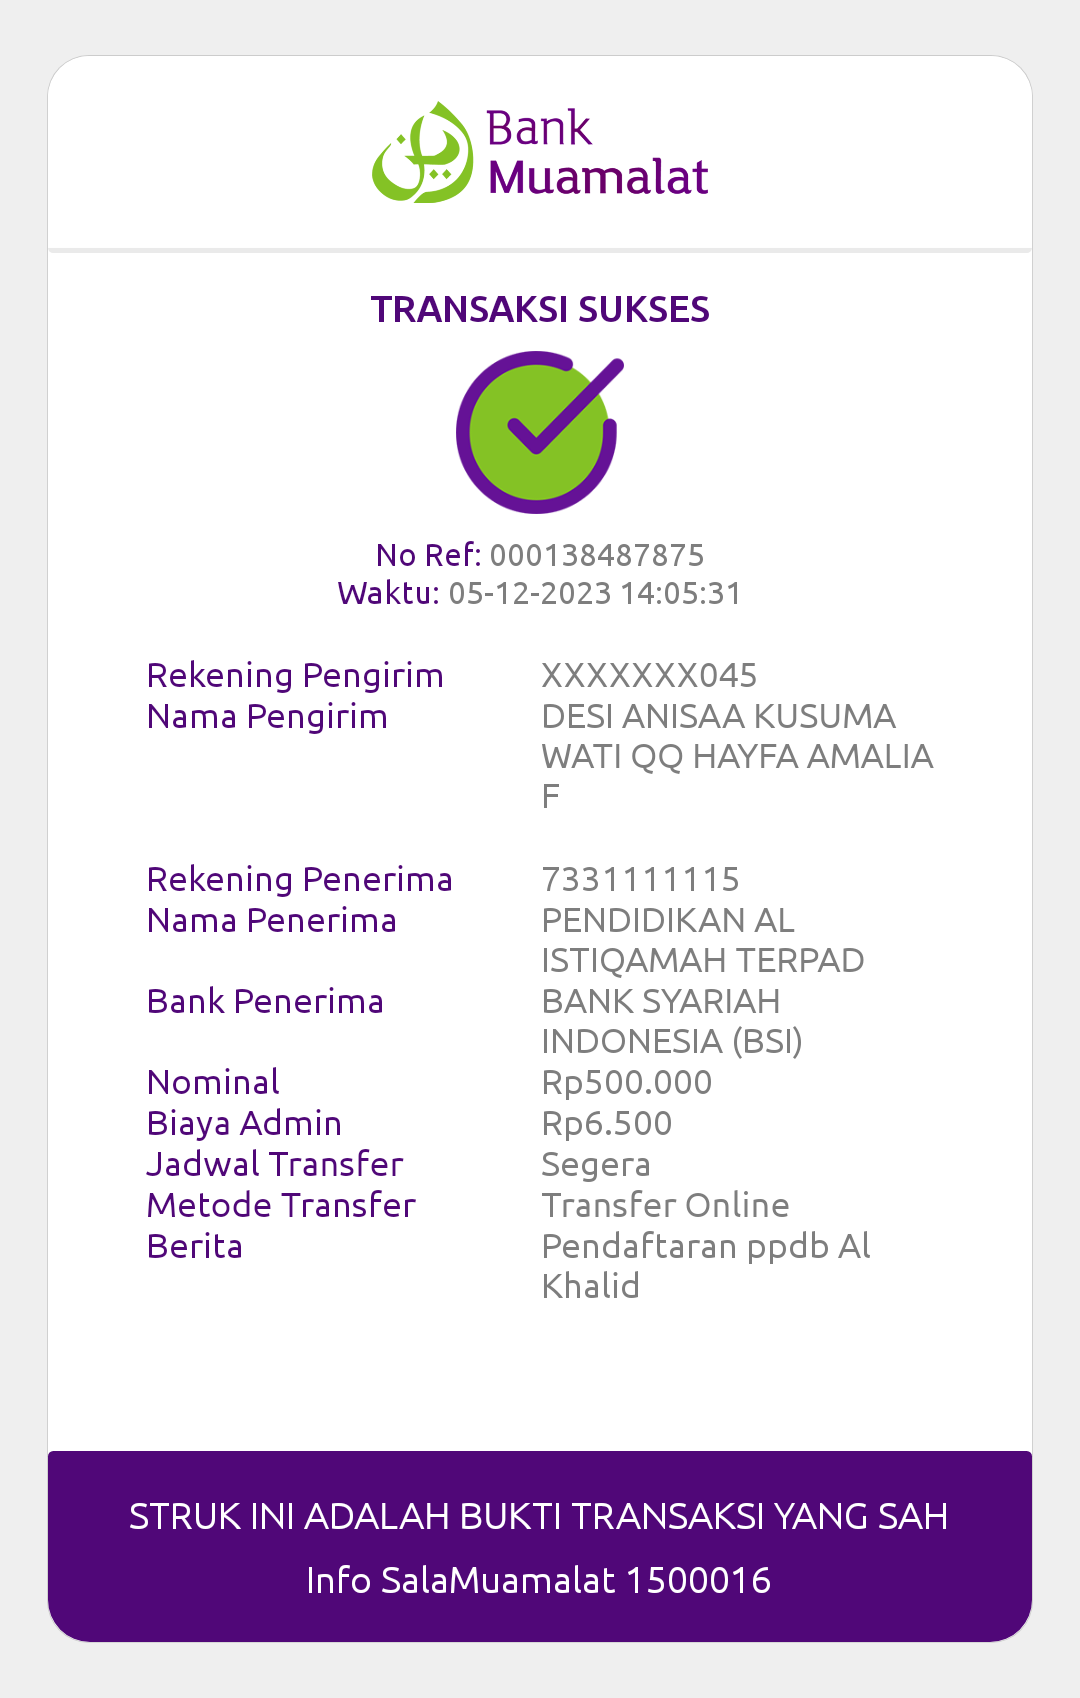 Bank
Muamalat
TRANSAKSI SUKSES
No Ref: 000138487875
Waktu: 05-12-2023 14:05:31
Rekening Pengirim XXXXXXX045
Nama Pengirim DESI ANISAA KUSUMA
WATI QQ HAYFA AMALIA
F
Rekening Penerima 7331111115
Nama Penerima PENDIDIKAN AL
ISTIQAMAH TERPAD
Bank Penerima BANK SYARIAH
INDONESIA (BSI)
Nominal Rp500.000
Biaya Admin Rp6.500
Jadwal Transfer Segera
Metode Transfer Transfer Online
Berita Pendaftaran ppdb Al
Khalid
STRUK INI ADALAH BUKTI TRANSAKSI YANG SAH
Info SalaMuamalat 1500016